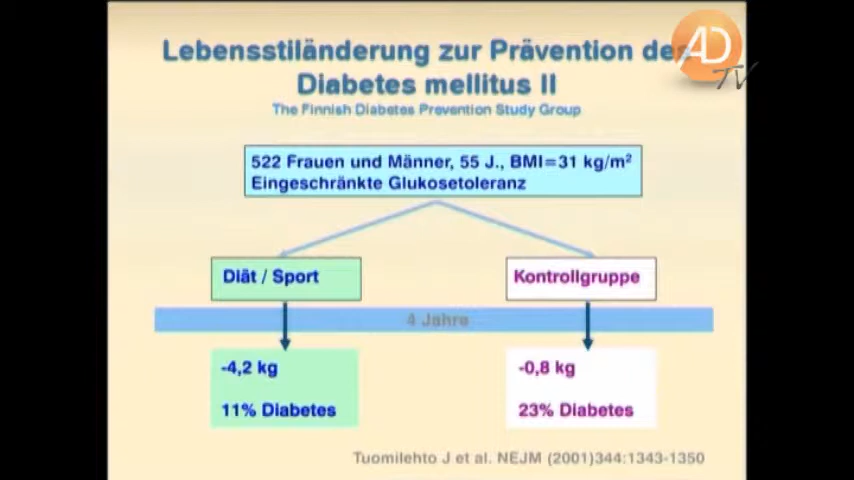 Lebensstiländerung zur Prävention des
Diabetes mellitus II
The Finnish Diabetes Prevention Study Group
AD
TV
522 Frauen und Männer, 55 J., BMI=31 kg/m²
Eingeschränkte Glukosetoleranz
Diät / Sport
Kontrollgruppe
4 Jahre
-4,2 kg
-0,8 kg
11% Diabetes
23% Diabetes
Tuomilehto J et al. NEJM (2001)344:1343-1350